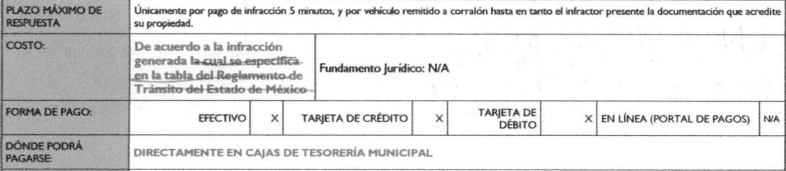 PLAZO MÁXIMO DE RESPUESTA
Únicamente por pago de infracción 5 minutos, y por vehículo remitido a corralón hasta en tanto el infractor presente la documentación que acredite
su propiedad.
COSTO:
De acuerdo a la infracción
generada la cual se especifica
en la tabla del Reglamento de
Tránsito del Estado de México
Fundamento Jurídico: N/A
FORMA DE PAGO:
EFECTIVO X TARJETA DE CRÉDITO X TARJETA DE DÉBITO X EN LÍNEA (PORTAL DE PAGOS) N/A
DÓNDE PODRÁ
PAGARSE:
DIRECTAMENTE EN CAJAS DE TESORERÍA MUNICIPAL